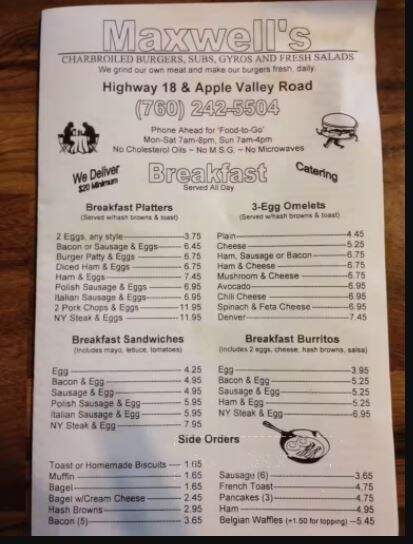 Maxwell's
CHARBROILED BURGERS, SUBS, GYROS AND FRESH SALADS
We grind our own meat and make our burgers fresh, daily.
Highway 18 & Apple Valley Road
(760) 242-5504
Phone Ahead for 'Food-to-Go'
Mon-Sat 7am-8pm, Sun 7am-4pm
No Cholesterol Oils ~ No M.S.G. ~ No Microwaves
We Deliver
$20 Minimum
Breakfast
Served All Day
Catering
Breakfast Platters
(Served w/hash browns & toast)
2 Eggs, any style 3.75
Bacon or Sausage & Eggs 6.45
Burger Patty & Eggs 6.75
Diced Ham & Eggs 6.75
Ham & Eggs 7.45
Polish Sausage & Eggs 6.95
Italian Sausage & Eggs 6.95
2 Pork Chops & Eggs 11.95
NY Steak & Eggs 11.95
3-Egg Omelets
(Served w/hash browns & toast)
Plain 4.45
Cheese 5.25
Ham, Sausage or Bacon 6.75
Ham & Cheese 6.75
Mushroom & Cheese 6.75
Avocado 6.95
Chili Cheese 6.95
Spinach & Feta Cheese 6.95
Denver 7.45
Breakfast Sandwiches
(Includes mayo, lettuce, tomatoes)
Egg 4.25
Bacon & Egg 4.95
Sausage & Egg 4.95
Polish Sausage & Egg 5.95
Italian Sausage & Egg 5.95
NY Steak & Egg 7.95
Breakfast Burritos
(Includes 2 eggs, cheese, hash browns, salsa)
Egg 3.95
Bacon & Egg 5.25
Sausage & Egg 5.25
Ham & Egg 5.25
NY Steak & Egg 6.95
Side Orders
Toast or Homemade Biscuits 1.65
Muffin 1.65
Bagel 1.65
Bagel w/Cream Cheese 2.45
Hash Browns 2.95
Bacon (5) 3.65
Sausage (6) 3.65
French Toast 4.75
Pancakes (3) 4.75
Ham 4.95
Belgian Waffles (+1.50 for topping) 5.45